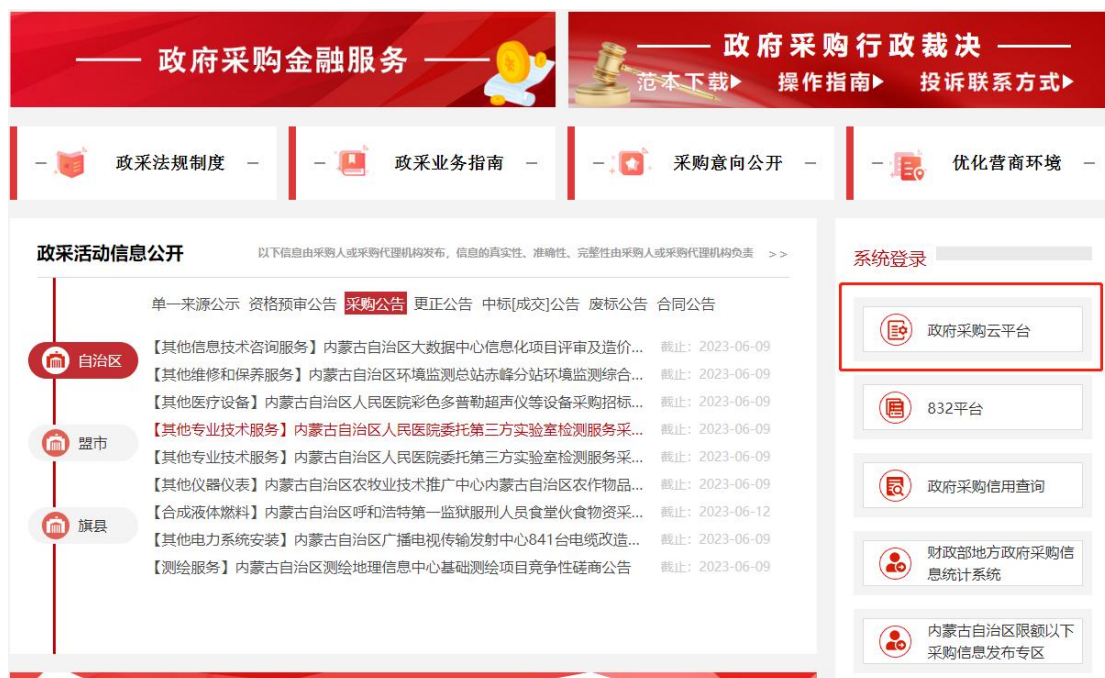 政府采购金融服务
政府采购行政裁决
范本下载▶ 操作指南▶ 投诉联系方式▶
政采法规制度
政采业务指南
采购意向公开
优化营商环境
政采活动信息公开
以下信息由采购人或采购代理机构发布，信息的真实性、准确性、完整性由采购人或采购代理机构负责 >>
单一来源公示 资格预审公告 采购公告 更正公告 中标[成交]公告 废标公告 合同公告
自治区
盟市
旗县
【其他信息技术咨询服务】内蒙古自治区大数据中心信息化项目评审及造价... 截止：2023-06-09
【其他维修和保养服务】内蒙古自治区环境监测总站赤峰分站环境监测综合... 截止：2023-06-09
【其他医疗设备】内蒙古自治区人民医院彩色多普勒超声仪等设备采购招标... 截止：2023-06-09
【其他专业技术服务】内蒙古自治区人民医院委托第三方实验室检测服务采... 截止：2023-06-09
【其他专业技术服务】内蒙古自治区人民医院委托第三方实验室检测服务采... 截止：2023-06-09
【其他仪器仪表】内蒙古自治区农牧业技术推广中心内蒙古自治区农作物品... 截止：2023-06-09
【合成液体燃料】内蒙古自治区呼和浩特第一监狱服刑人员食堂伙食物资采... 截止：2023-06-12
【其他电力系统安装】内蒙古自治区广播电视传输发射中心841台电缆改造... 截止：2023-06-09
【测绘服务】内蒙古自治区测绘地理信息中心基础测绘项目竞争性磋商公告 截止：2023-06-09
系统登录
政府采购云平台
832平台
政府采购信用查询
财政部地方政府采购信
息统计系统
内蒙古自治区限额以下
采购信息发布专区